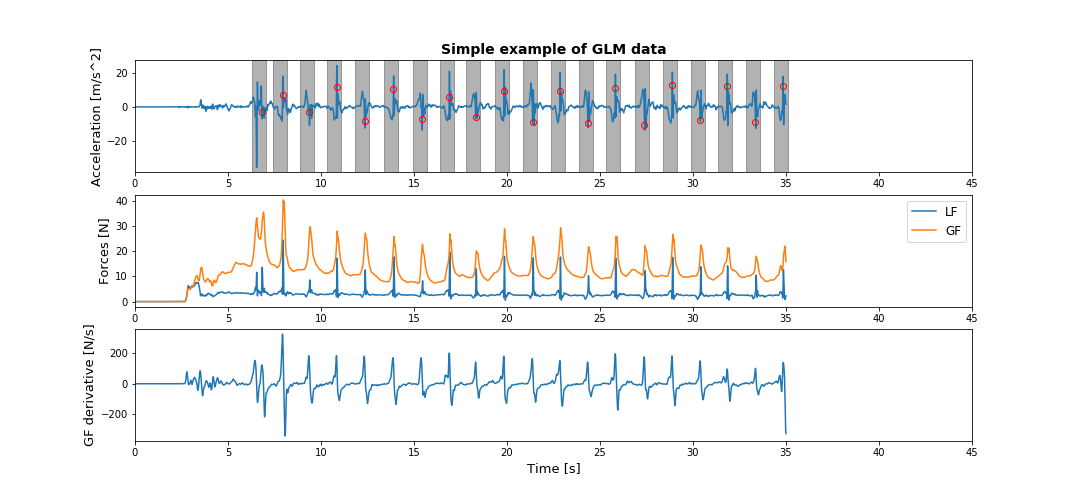 Simple example of GLM data
Acceleration [m/s^2]
20
0
−20
0 5 10 15 20 25 30 35 40 45
Forces [N]
40
30
20
10
0
LF
GF
0 5 10 15 20 25 30 35 40 45
GF derivative [N/s]
200
0
−200
0 5 10 15 20 25 30 35 40 45
Time [s]